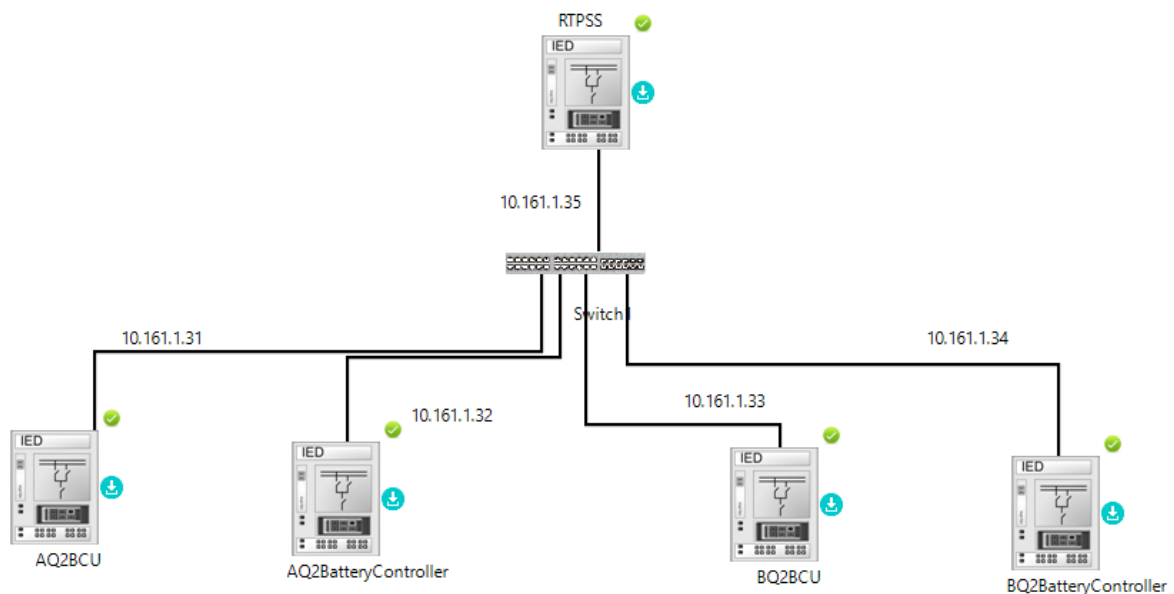 RTPSS
IED
10.161.1.35
Switch1
10.161.1.31
10.161.1.34
10.161.1.33
10.161.1.32
IED
IED
IED
IED
AQ2BCU
AQ2BatteryController
BQ2BCU
BQ2BatteryController